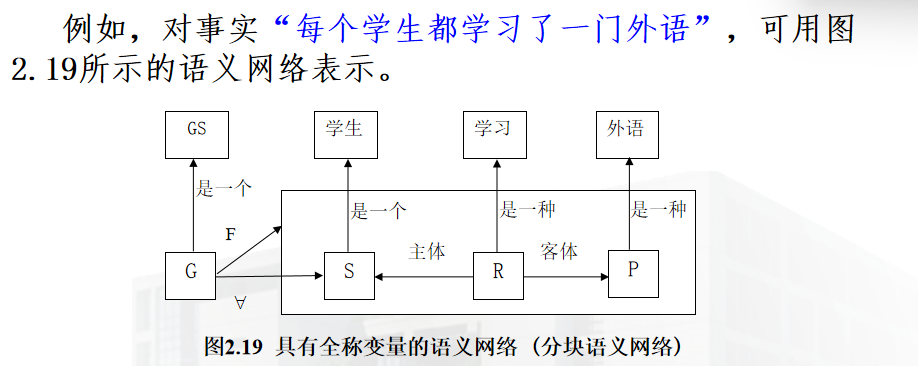 例如，对事实“每个学生都学习了一门外语”，可用图
2.19所示的语义网络表示。
GS 学生 学习 外语
是一个 是一个 是一种 是一种
F 主体 客体
G S R P
∀
图2.19 具有全称变量的语义网络（分块语义网络）